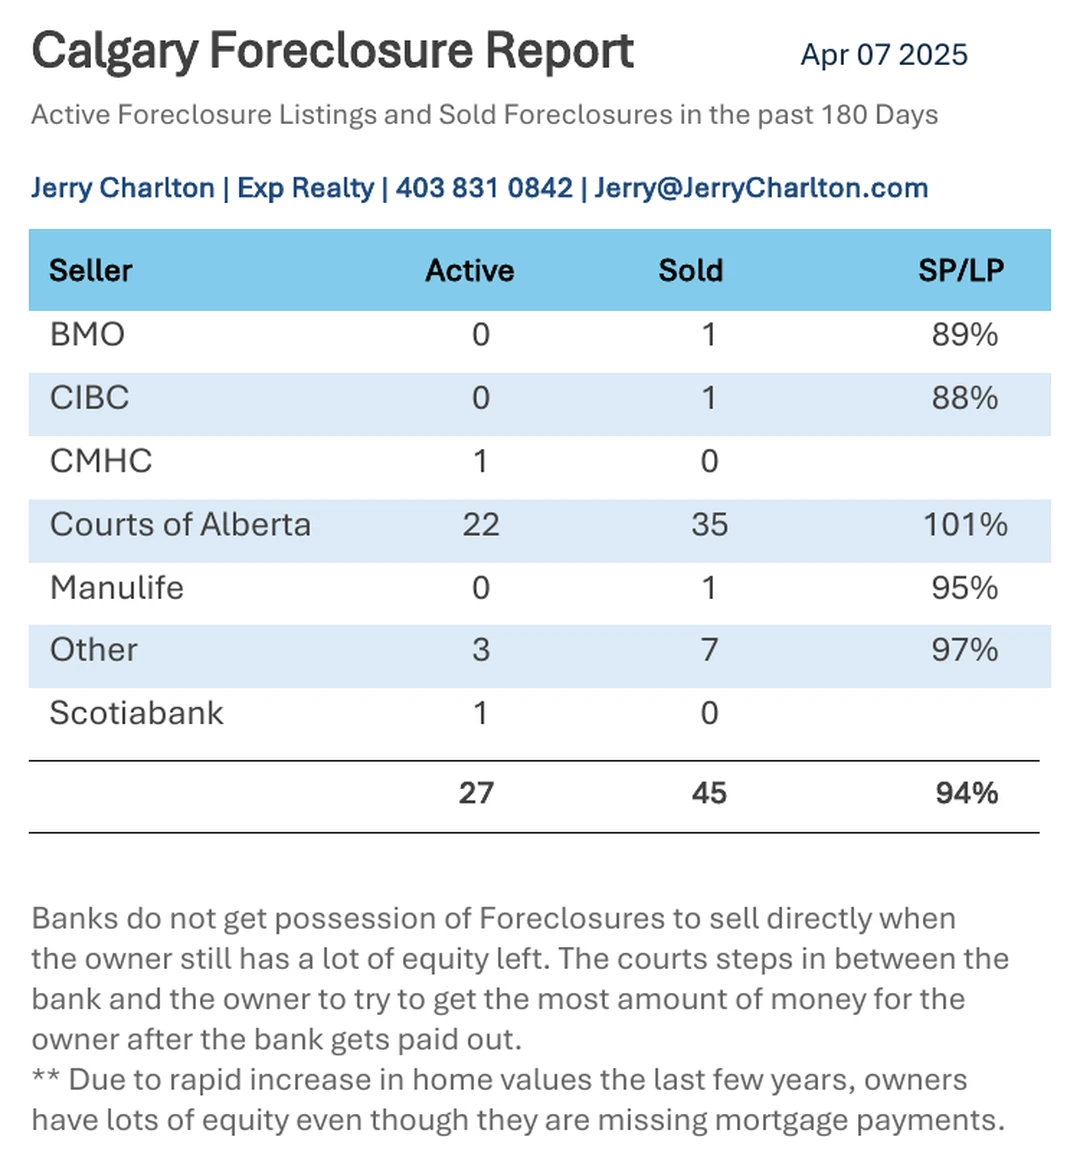 Calgary Foreclosure Report Apr 07 2025
Active Foreclosure Listings and Sold Foreclosures in the past 180 Days
Jerry Charlton | Exp Realty | 403 831 0842 | Jerry@JerryCharlton.com
Seller Active Sold SP/LP
BMO 0 1 89%
CIBC 0 1 88%
CMHC 1 0
Courts of Alberta 22 35 101%
Manulife 0 1 95%
Other 3 7 97%
Scotiabank 1 0
27 45 94%
Banks do not get possession of Foreclosures to sell directly when
the owner still has a lot of equity left. The courts steps in between the
bank and the owner to try to get the most amount of money for the
owner after the bank gets paid out.
** Due to rapid increase in home values the last few years, owners
have lots of equity even though they are missing mortgage payments.